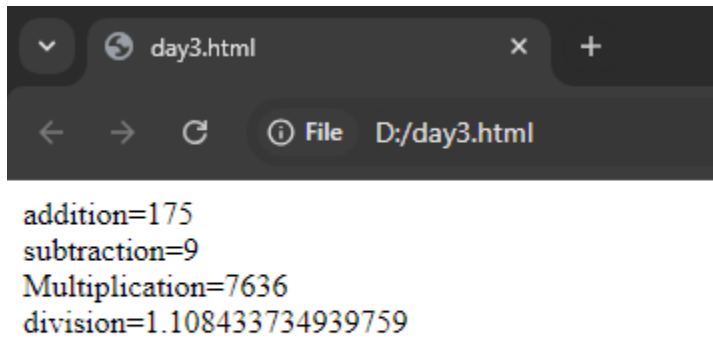 day3.html
File D:/day3.html
addition=175
subtraction=9
Multiplication=7636
division=1.108433734939759